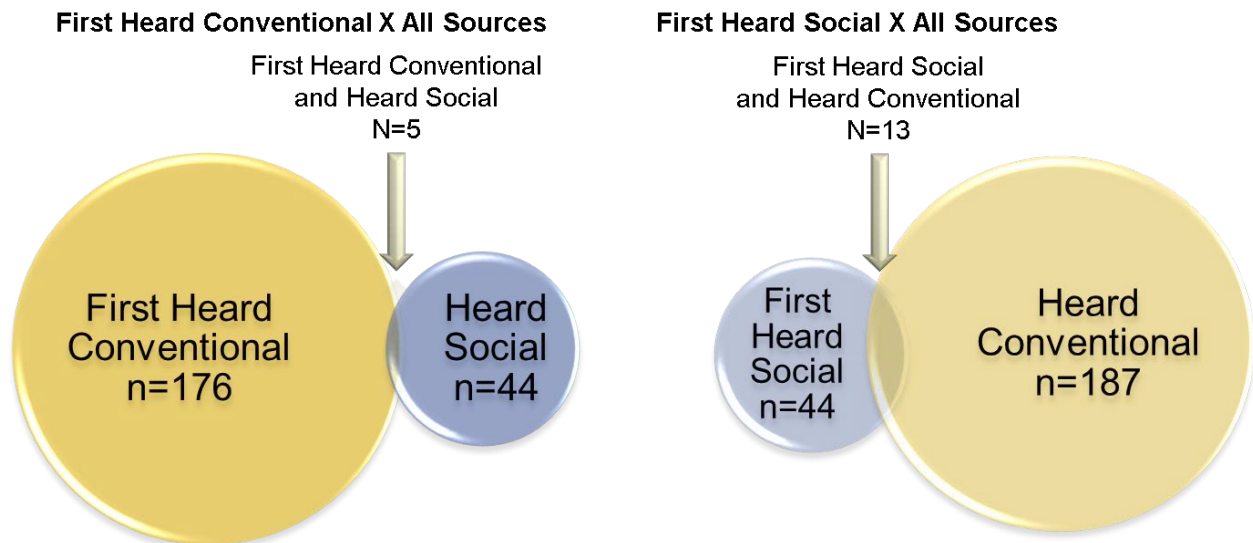 First Heard Conventional X All Sources
First Heard Conventional
and Heard Social
N=5
First Heard
Conventional
n=176
Heard
Social
n=44
First Heard Social X All Sources
First Heard Social
and Heard Conventional
N=13
First
Heard
Social
n=44
Heard
Conventional
n=187